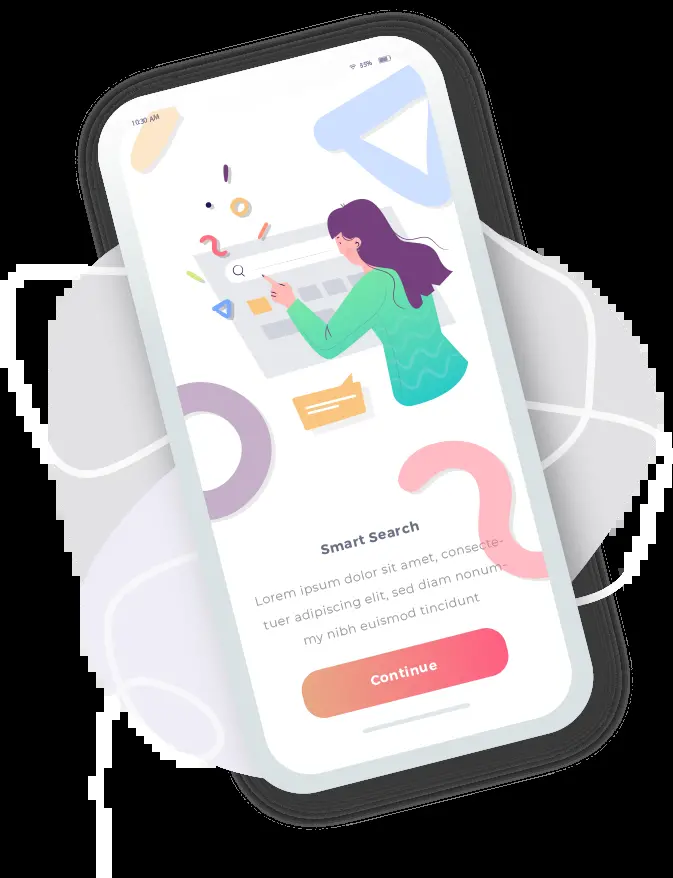 10:30 AM
85%
Smart Search
Lorem ipsum dolor sit amet, consecte-
tuer adipiscing elit, sed diam nonum-
my nibh euismod tincidunt
Continue